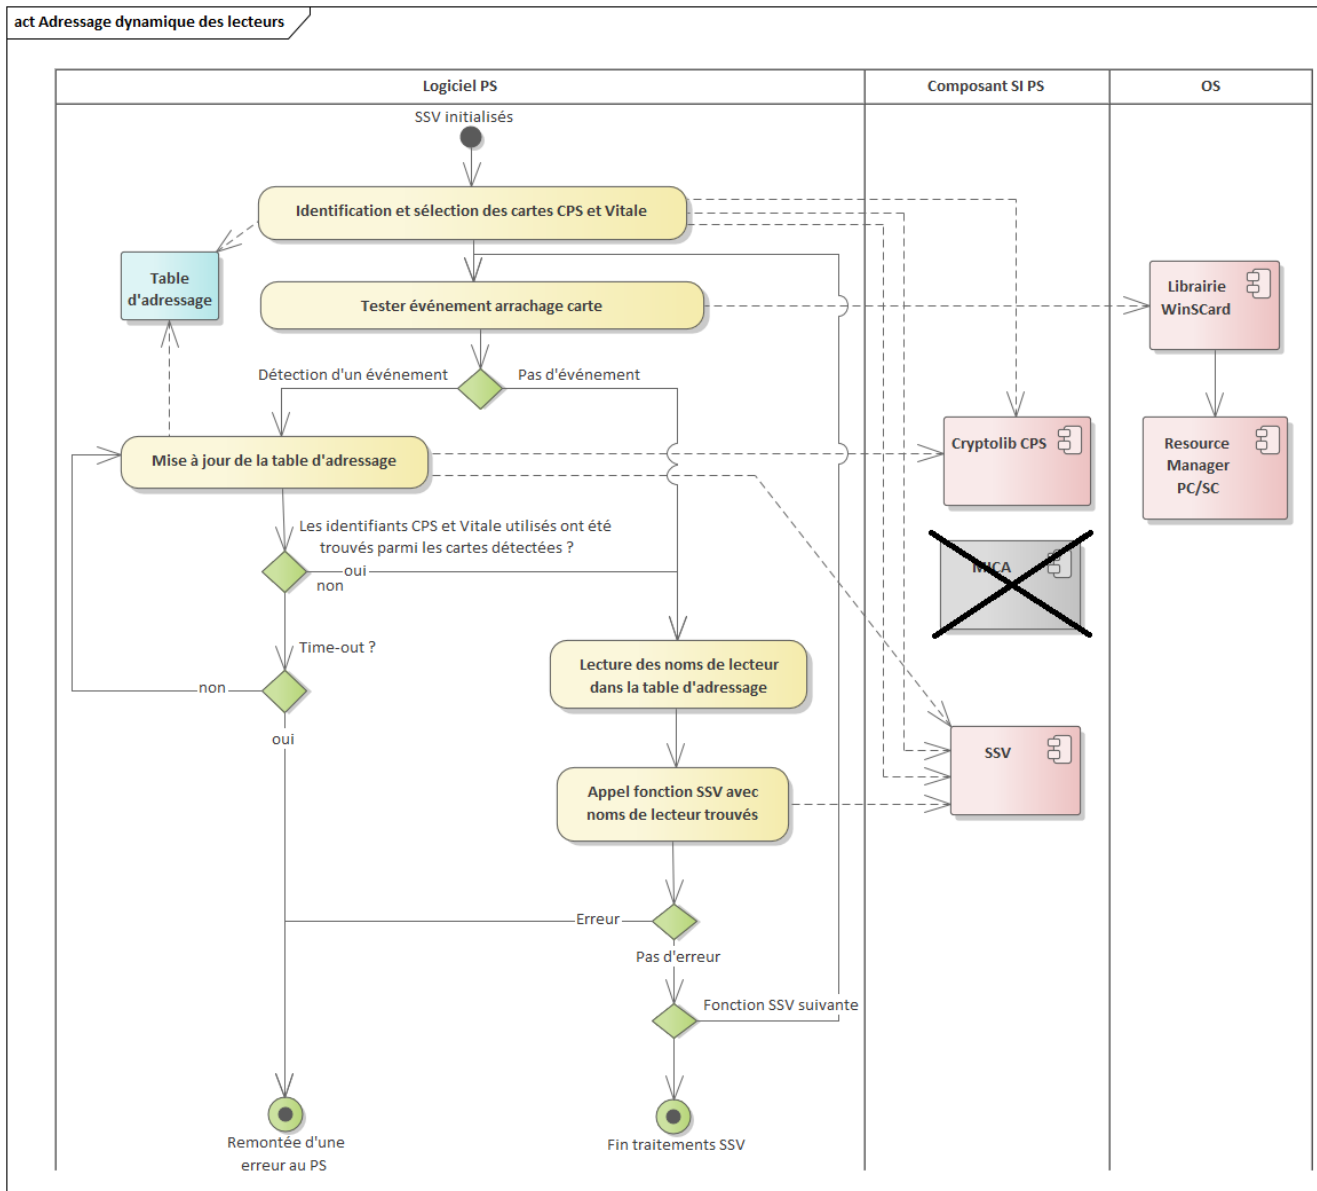 act Adressage dynamique des lecteurs
Logiciel PS
Composant SI PS
OS
SSV initialisés
Identification et sélection des cartes CPS et Vitale
Table
d'adressage
Tester événement arrachage carte
Librairie
WinSCard
Détection d'un événement
Pas d'événement
Mise à jour de la table d'adressage
Cryptolib CPS
Resource
Manager
PC/SC
Les identifiants CPS et Vitale utilisés ont été
trouvés parmi les cartes détectées ?
oui
non
MICA
Time-out ?
Lecture des noms de lecteur
dans la table d'adressage
non
oui
SSV
Appel fonction SSV avec
noms de lecteur trouvés
Erreur
Pas d'erreur
Fonction SSV suivante
Remontée d'une
erreur au PS
Fin traitements SSV